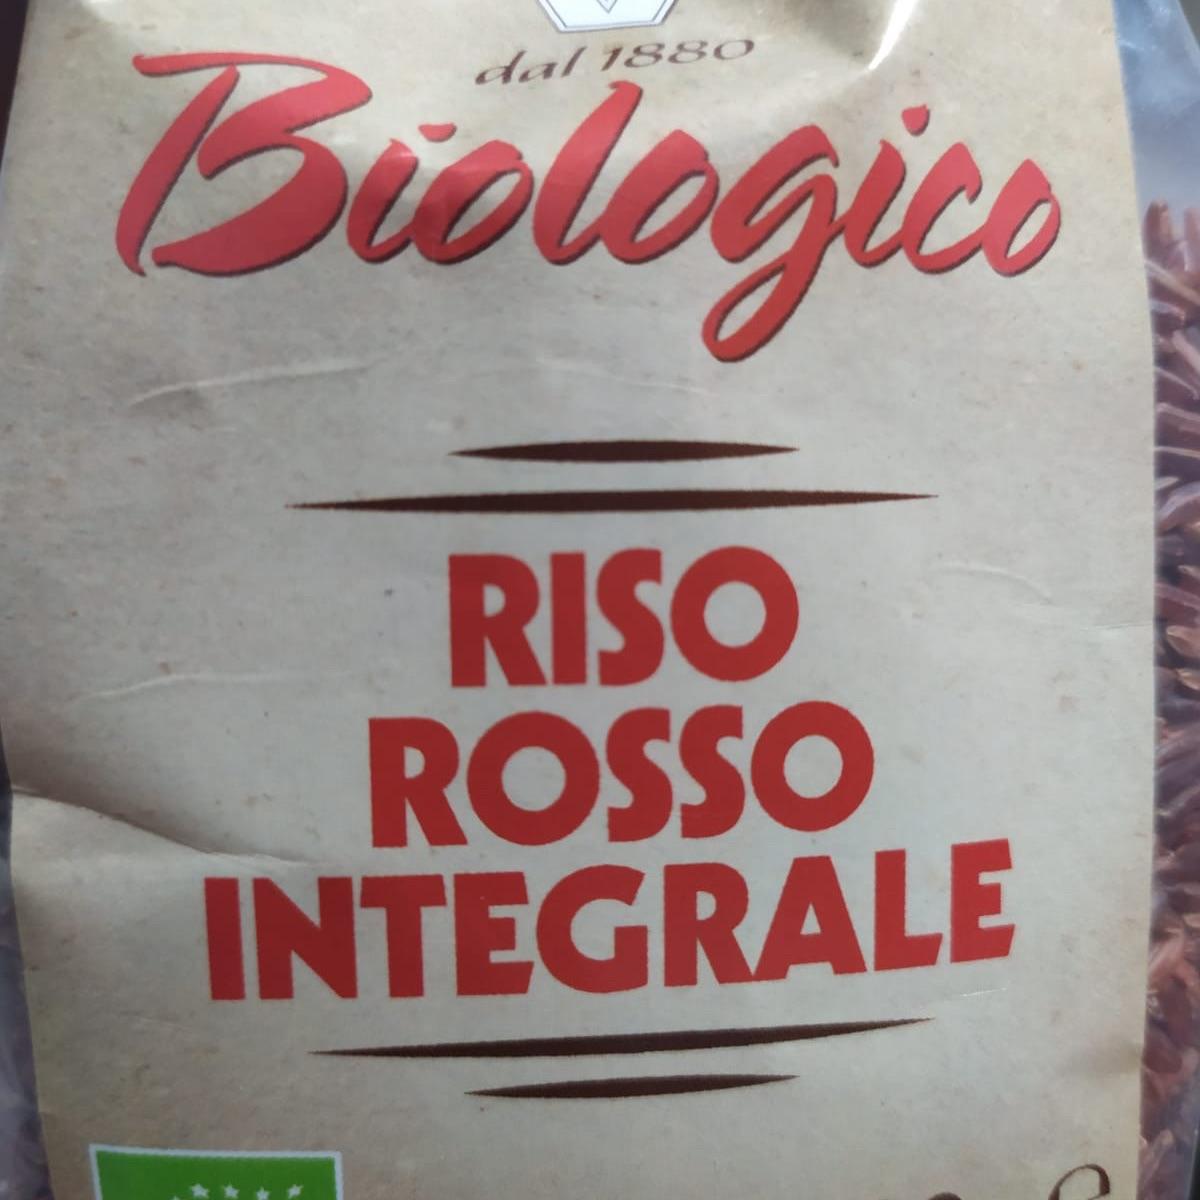 dal 1880
Biologico
RISO
ROSSO
INTEGRALE